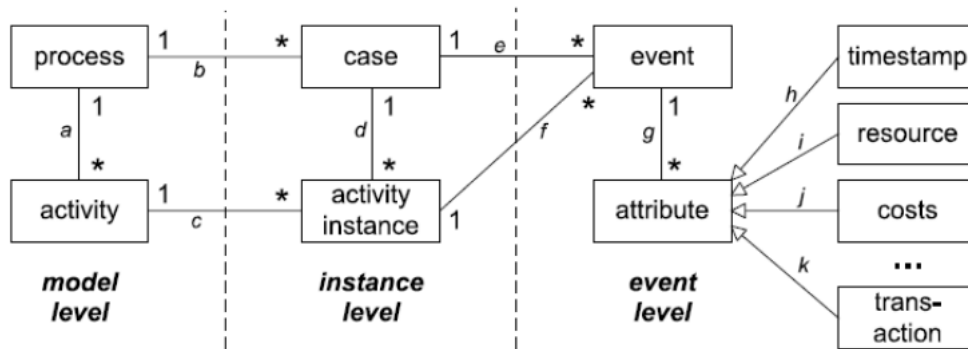 process
1
b
*
case
1
e
*
event
timestamp
1
a
*
1
d
*
f
*
1
g
*
h
i
resource
activity
1
c
*
activity
instance
1
attribute
j
costs
k
...
trans-
action
model
level
instance
level
event
level